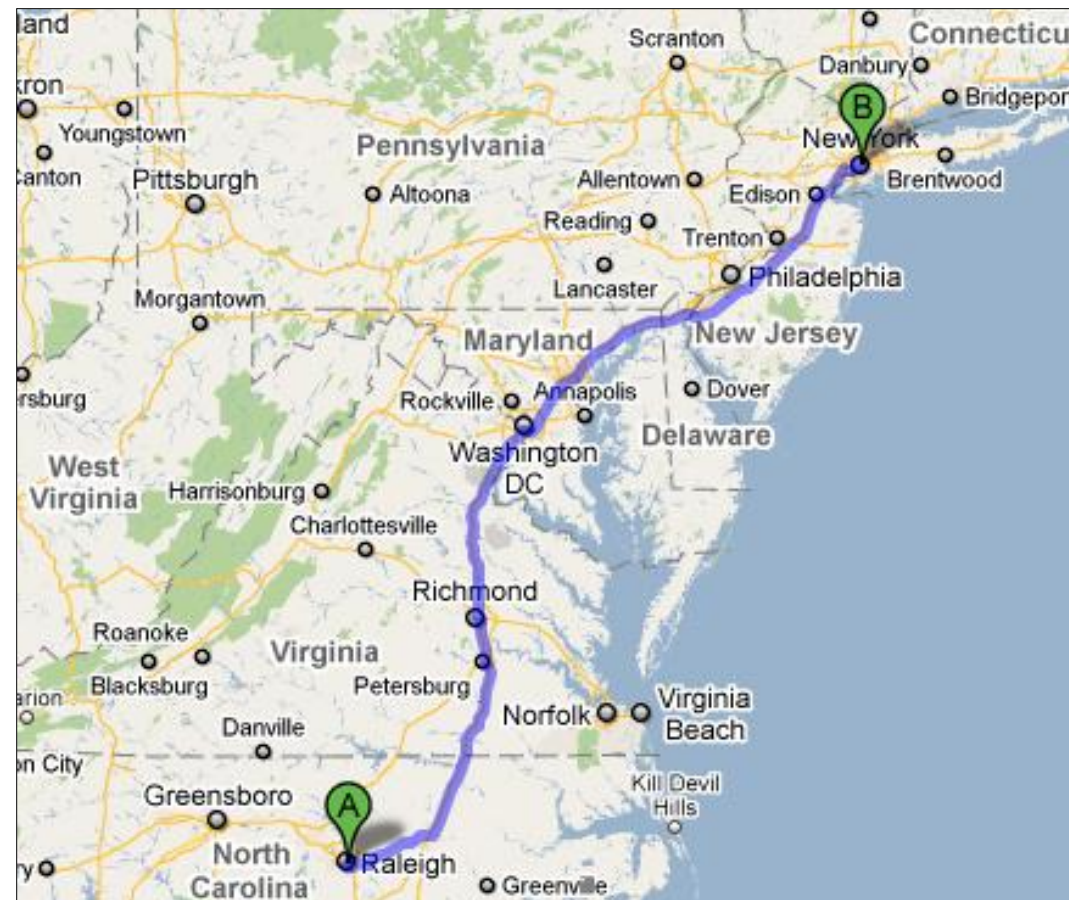 land
Scranton
Connecticu
Danbury
kron
Bridgepor
B
Youngstown
New York
Pennsylvania
Canton
Pittsburgh
Allentown
Brentwood
Altoona
Edison
Reading
Trenton
Philadelphia
Lancaster
Morgantown
Maryland
New Jersey
Annapolis
Dover
rsburg
Rockville
Delaware
Washington
DC
West
Virginia
Harrisonburg
Charlottesville
Richmond
Roanoke
Virginia
Blacksburg
Petersburg
arion
Norfolk
Virginia
Beach
Danville
on City
Kill Devil
Hills
Greensboro
A
North
Carolina
Raleigh
ry
Greenville